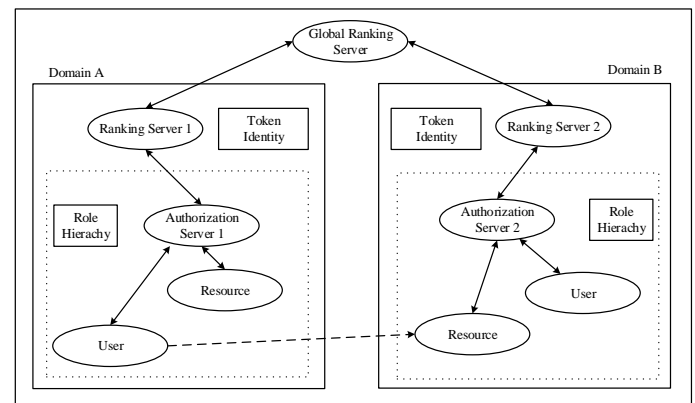 Global Ranking
Server
Domain A
Domain B
Ranking Server 1
Token
Identity
Token
Identity
Ranking Server 2
Role
Hierachy
Authorization
Server 1
Authorization
Server 2
Role
Hierachy
Resource
User
User
Resource